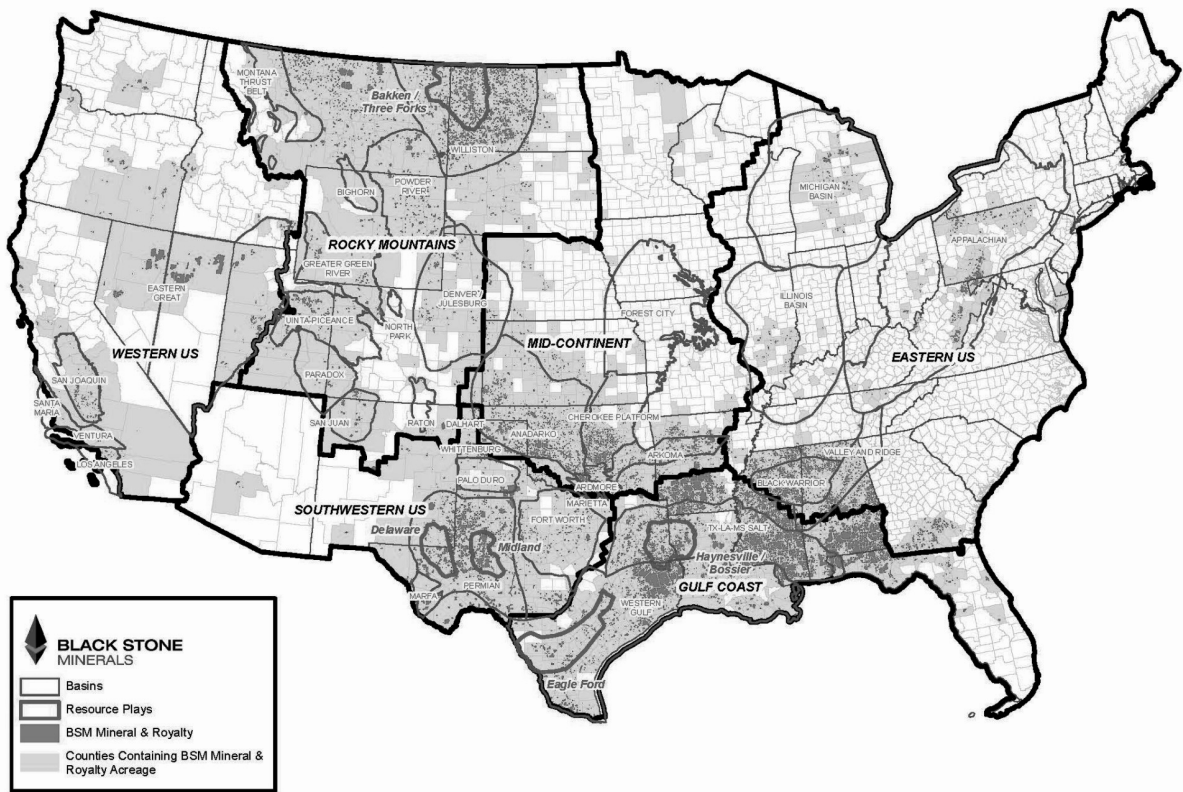 MONTANA
THRUST
BELT
Bakken /
Three Forks
WILLISTON
BIGHORN
POWDER
RIVER
ROCKY MOUNTAINS
GREATER GREEN
RIVER
EASTERN
GREAT
UINTA-PICEANCE
NORTH
PARK
DENVER /
JULESBURG
PARADOX
SAN JUAN
RATON
WESTERN US
SAN JOAQUIN
SANTA
MARIA
VENTURA
LOS ANGELES
FOREST CITY
MID-CONTINENT
CHEROKEE PLATFORM
DALHART
ANADARKO
WHITTENBURG
ARKOMA
ARDMORE
MARIETTA
PALO DURO
SOUTHWESTERN US
FORT WORTH
Delaware
Midland
PERMIAN
MARFA
MICHIGAN
BASIN
APPALACHIAN
ILLINOIS
BASIN
EASTERN US
VALLEY AND RIDGE
BLACK WARRIOR
TX-LA-MS SALT
Haynesville /
Bossier
GULF COAST
WESTERN
GULF
Eagle Ford
BLACK STONE
MINERALS
Basins
Resource Plays
BSM Mineral & Royalty
Counties Containing BSM Mineral &
Royalty Acreage